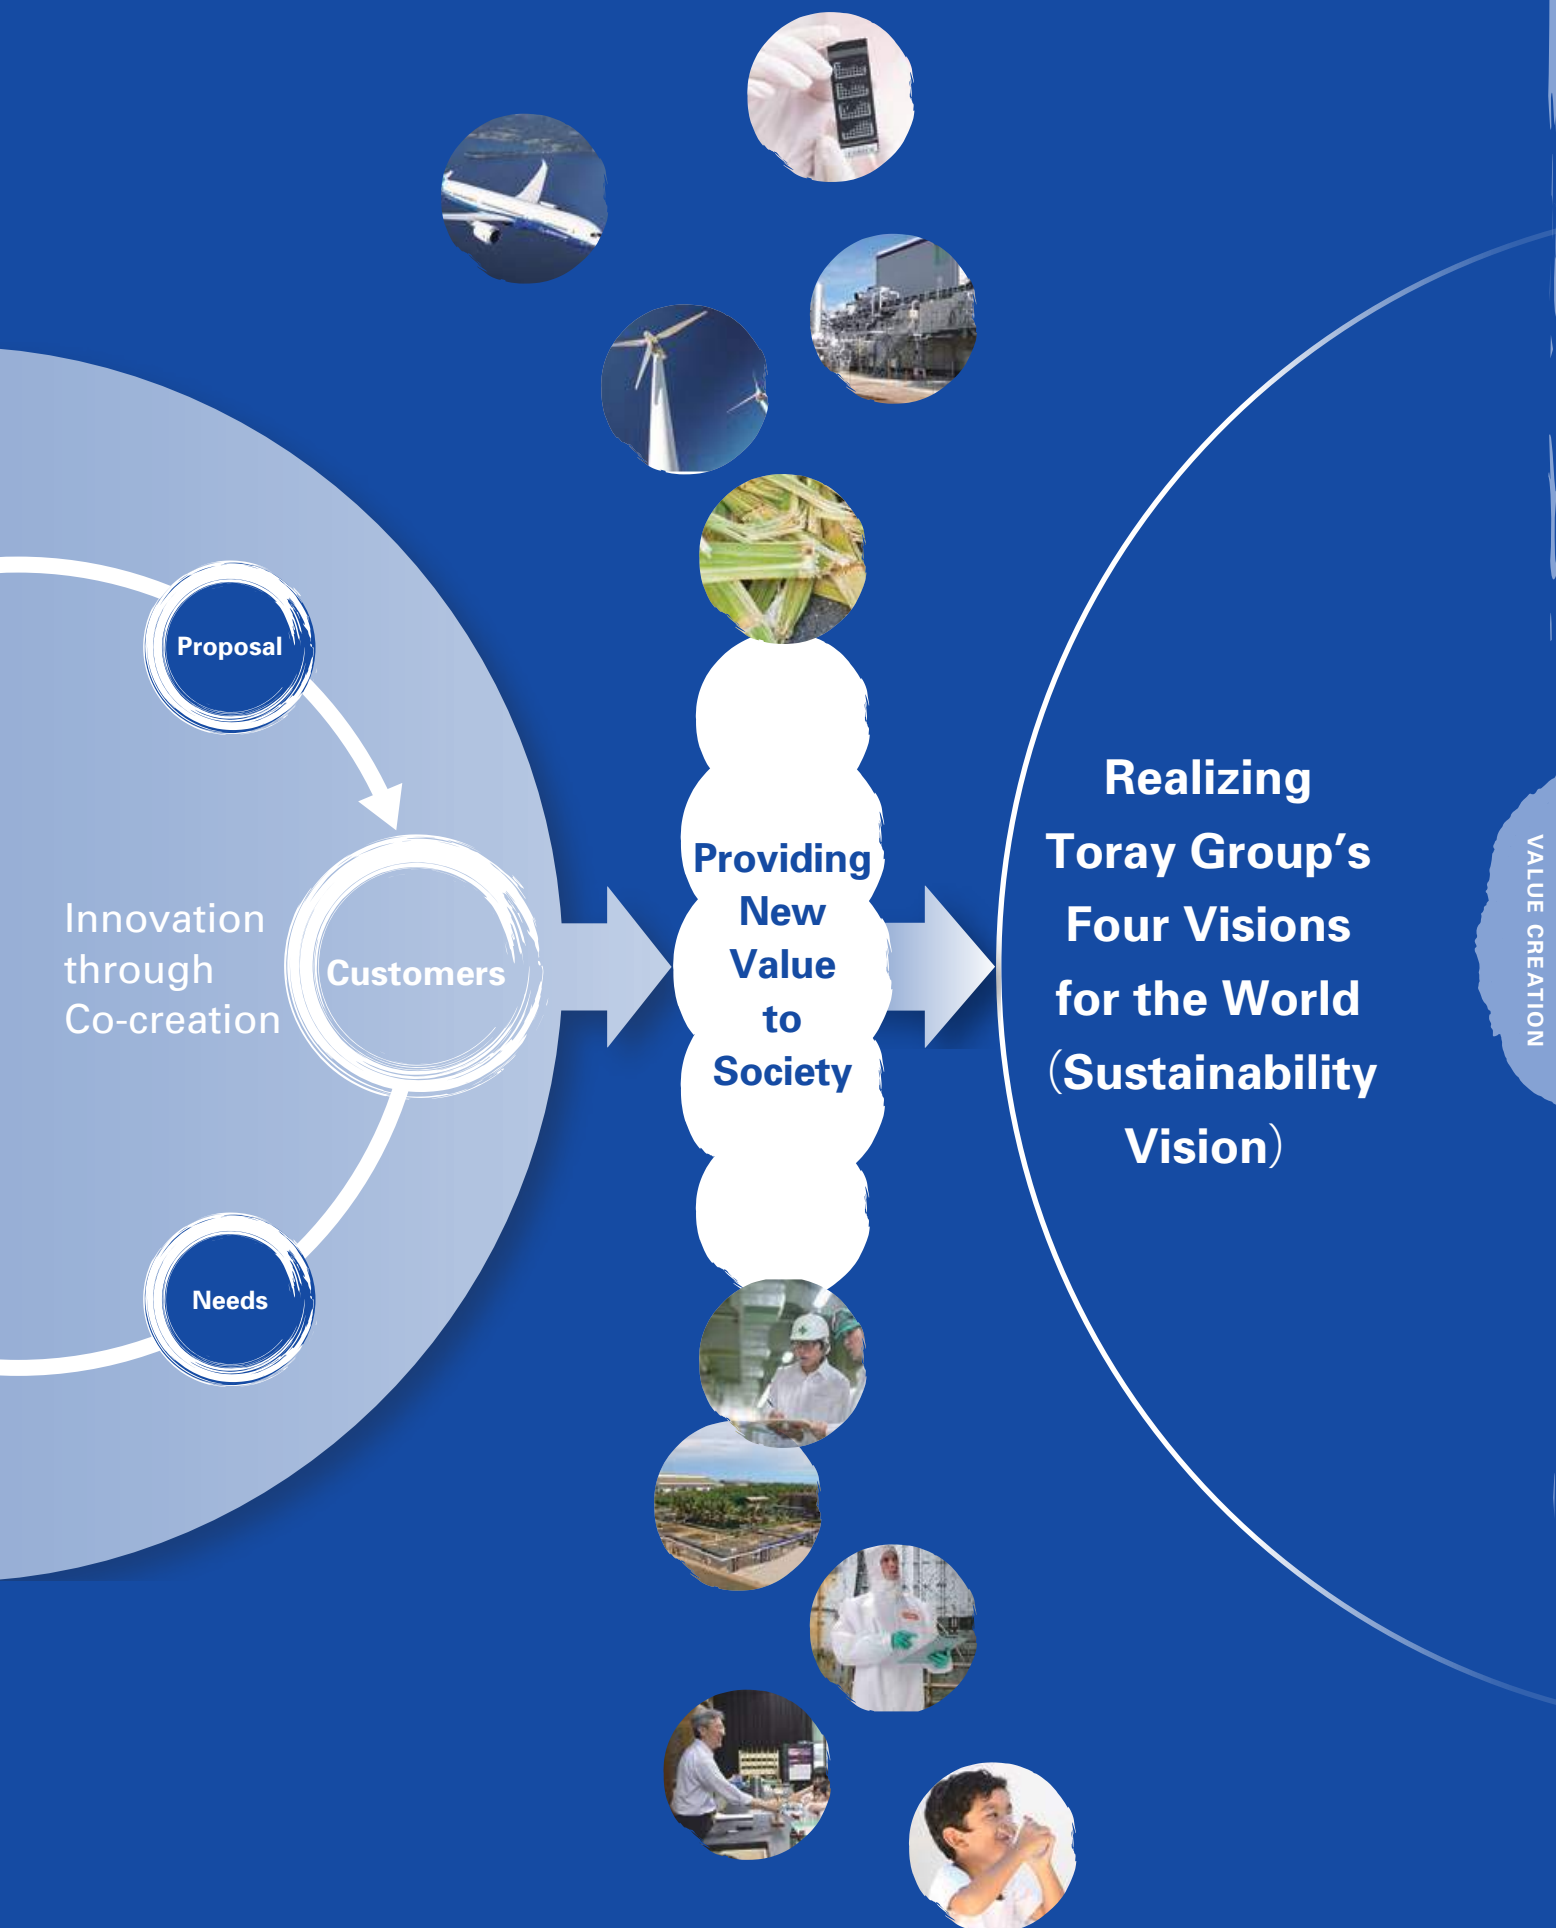 Proposal
Innovation
through
Co-creation
Customers
Needs
Providing
New
Value
to
Society
Realizing
Toray Group’s
Four Visions
for the World
(Sustainability
Vision)
VALUE CREATION